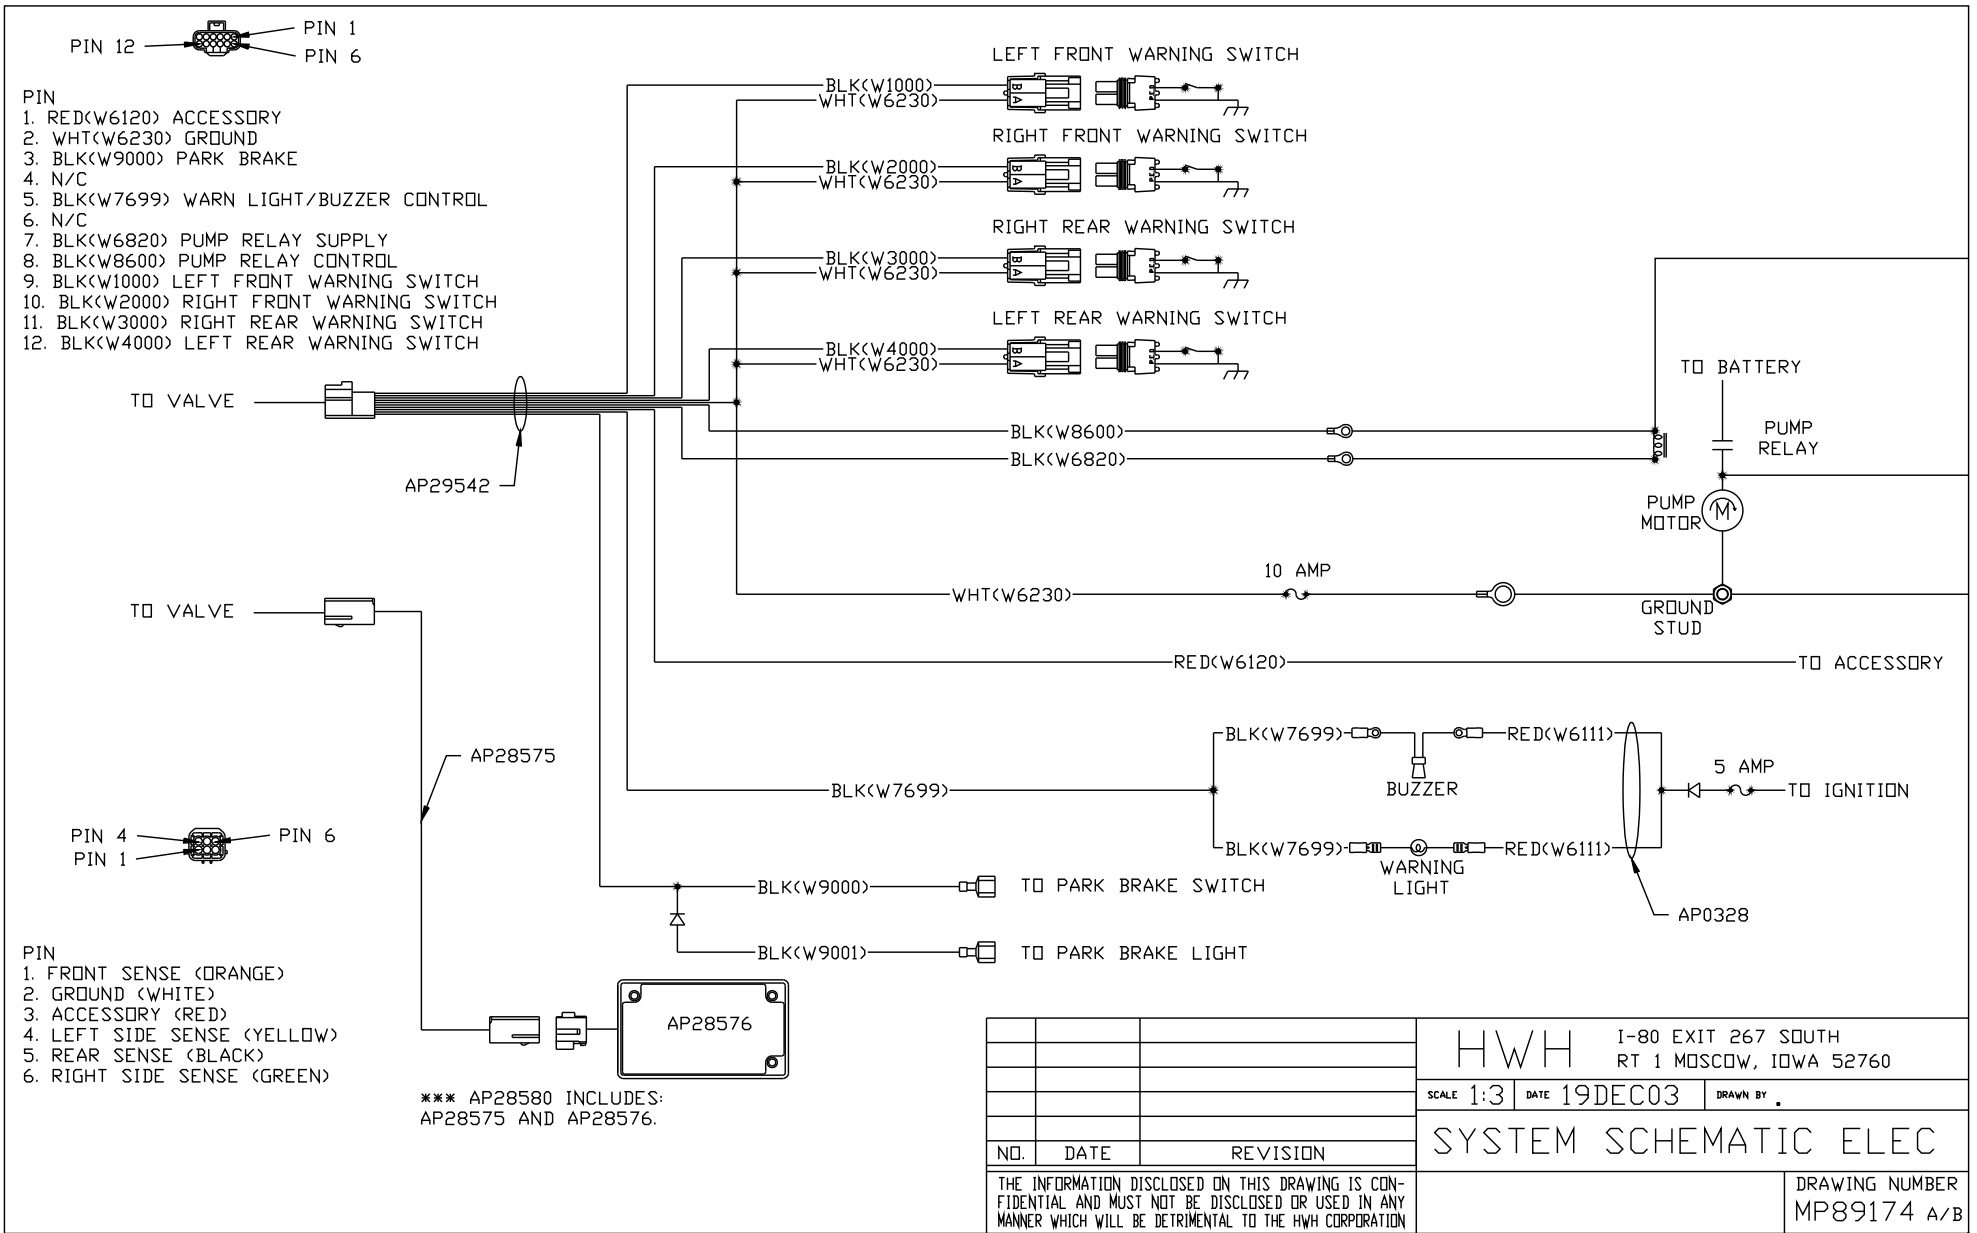 PIN 1
PIN 12
PIN 6
PIN
1. RED(W6120) ACCESSORY
2. WHT(W6230) GROUND
3. BLK(W9000) PARK BRAKE
4. N/C
5. BLK(W7699) WARN LIGHT/BUZZER CONTROL
6. N/C
7. BLK(W6820) PUMP RELAY SUPPLY
8. BLK(W8600) PUMP RELAY CONTROL
9. BLK(W1000) LEFT FRONT WARNING SWITCH
10. BLK(W2000) RIGHT FRONT WARNING SWITCH
11. BLK(W3000) RIGHT REAR WARNING SWITCH
12. BLK(W4000) LEFT REAR WARNING SWITCH
LEFT FRONT WARNING SWITCH
BLK(W1000)
WHT(W6230)
B
A
RIGHT FRONT WARNING SWITCH
BLK(W2000)
WHT(W6230)
B
A
RIGHT REAR WARNING SWITCH
BLK(W3000)
WHT(W6230)
B
A
LEFT REAR WARNING SWITCH
BLK(W4000)
WHT(W6230)
B
A
TO VALVE
AP29542
BLK(W8600)
BLK(W6820)
TO BATTERY
PUMP
RELAY
PUMP
MOTOR
M
10 AMP
WHT(W6230)
GROUND
STUD
TO VALVE
RED(W6120)
TO ACCESSORY
AP28575
BLK(W7699)
BLK(W7699)
RED(W6111)
BUZZER
5 AMP
TO IGNITION
BLK(W7699)
RED(W6111)
WARNING
LIGHT
AP0328
PIN 4
PIN 6
PIN 1
BLK(W9000)
TO PARK BRAKE SWITCH
BLK(W9001)
TO PARK BRAKE LIGHT
PIN
1. FRONT SENSE (ORANGE)
2. GROUND (WHITE)
3. ACCESSORY (RED)
4. LEFT SIDE SENSE (YELLOW)
5. REAR SENSE (BLACK)
6. RIGHT SIDE SENSE (GREEN)
AP28576
*** AP28580 INCLUDES:
AP28575 AND AP28576.
NO. DATE REVISION
THE INFORMATION DISCLOSED ON THIS DRAWING IS CON-
FIDENTIAL AND MUST NOT BE DISCLOSED OR USED IN ANY
MANNER WHICH WILL BE DETRIMENTAL TO THE HWH CORPORATION
HWH
I-80 EXIT 267 SOUTH
RT 1 MOSCOW, IOWA 52760
SCALE 1:3 DATE 19DEC03 DRAWN BY .
SYSTEM SCHEMATIC ELEC
DRAWING NUMBER
MP89174 A/B